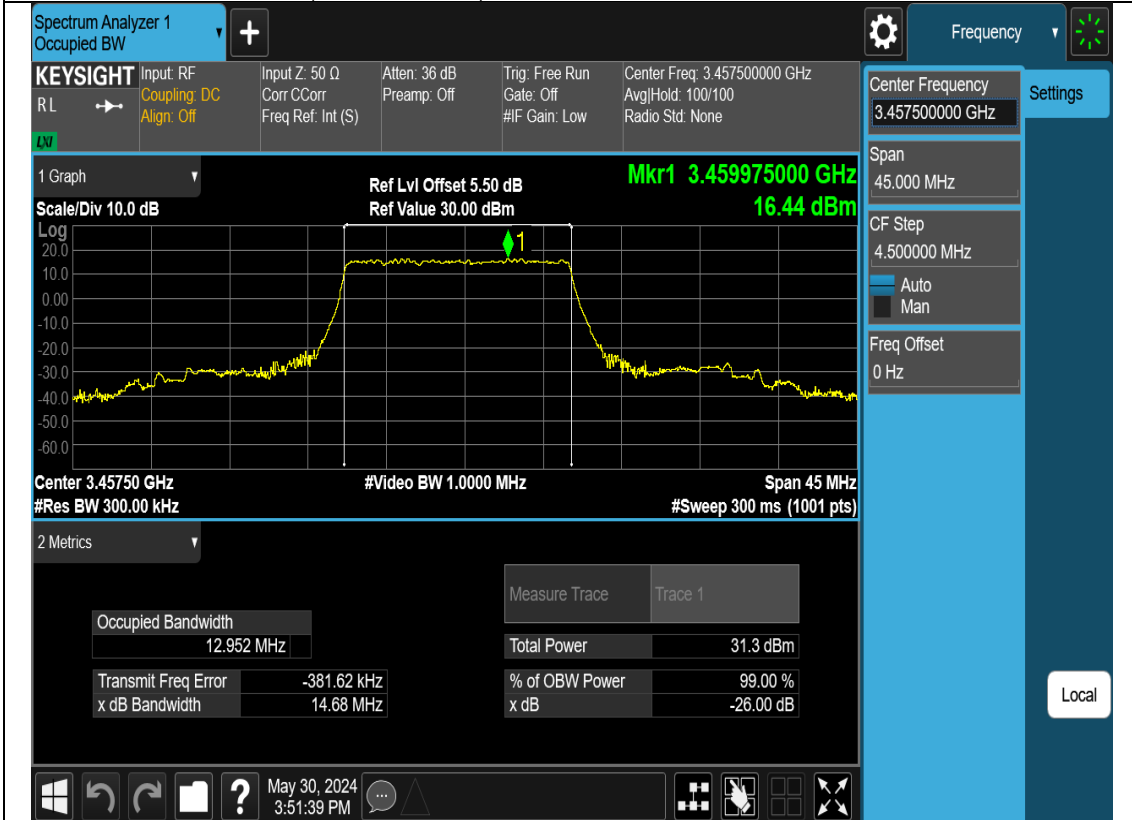 Spectrum Analyzer 1
Occupied BW
+
Frequency
KEYSIGHT
R L
LXI
Input: RF
Coupling: DC
Align: Off
Input Z: 50 Ω
Corr CCorr
Freq Ref: Int (S)
Atten: 36 dB
Preamp: Off
Trig: Free Run
Gate: Off
#IF Gain: Low
Center Freq: 3.457500000 GHz
Avg|Hold: 100/100
Radio Std: None
Center Frequency
3.457500000 GHz
Settings
Span
45.000 MHz
CF Step
4.500000 MHz
Auto
Man
Freq Offset
0 Hz
Local
1 Graph
Scale/Div 10.0 dB
Ref Lvl Offset 5.50 dB
Ref Value 30.00 dBm
Mkr1 3.459975000 GHz
16.44 dBm
Log
20.0
10.0
0.00
-10.0
-20.0
-30.0
-40.0
-50.0
-60.0
1
Center 3.45750 GHz
#Res BW 300.00 kHz
#Video BW 1.0000 MHz
Span 45 MHz
#Sweep 300 ms (1001 pts)
2 Metrics
Measure Trace Trace 1
Occupied Bandwidth
12.952 MHz
Total Power 31.3 dBm
Transmit Freq Error -381.62 kHz
% of OBW Power 99.00 %
x dB Bandwidth 14.68 MHz
x dB -26.00 dB
?
May 30, 2024
3:51:39 PM